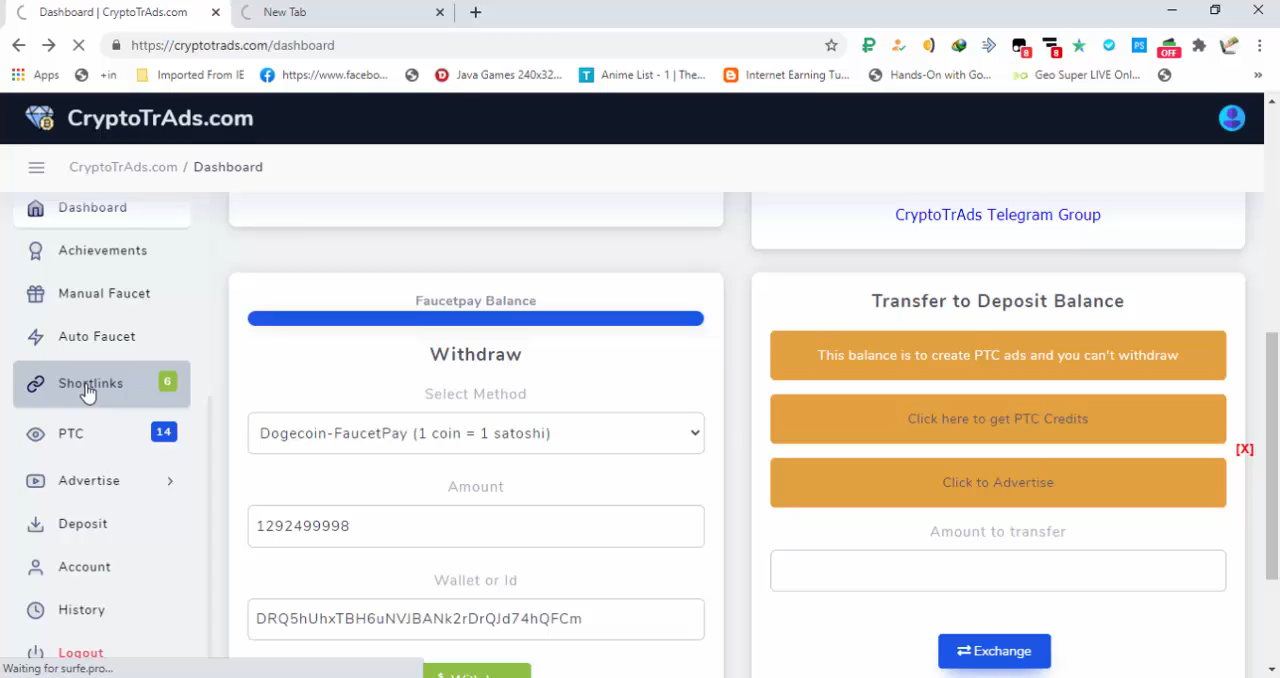 Dashboard | CryptoTrAds.com
New Tab
https://cryptotrads.com/dashboard
PS
8
8
OFF
Apps
+in
Imported From IE
https://www.facebo...
Java Games 240x32...
Anime List - 1 | The...
Internet Earning Tu...
Hands-On with Go...
Geo Super LIVE Onl...
CryptoTrAds.com
CryptoTrAds.com / Dashboard
Dashboard
Achievements
Manual Faucet
Auto Faucet
Shortlinks
6
PTC
14
Advertise
Deposit
Account
History
Logout
CryptoTrAds Telegram Group
Faucetpay Balance
Withdraw
Select Method
Dogecoin-FaucetPay (1 coin = 1 satoshi)
Amount
1292499998
Wallet or Id
DRQ5hUhxTBH6uNVJBANk2rDrQJd74hQFCm
Transfer to Deposit Balance
This balance is to create PTC ads and you can't withdraw
Click here to get PTC Credits
[X]
Click to Advertise
Amount to transfer
Exchange
Waiting for surfe.pro...